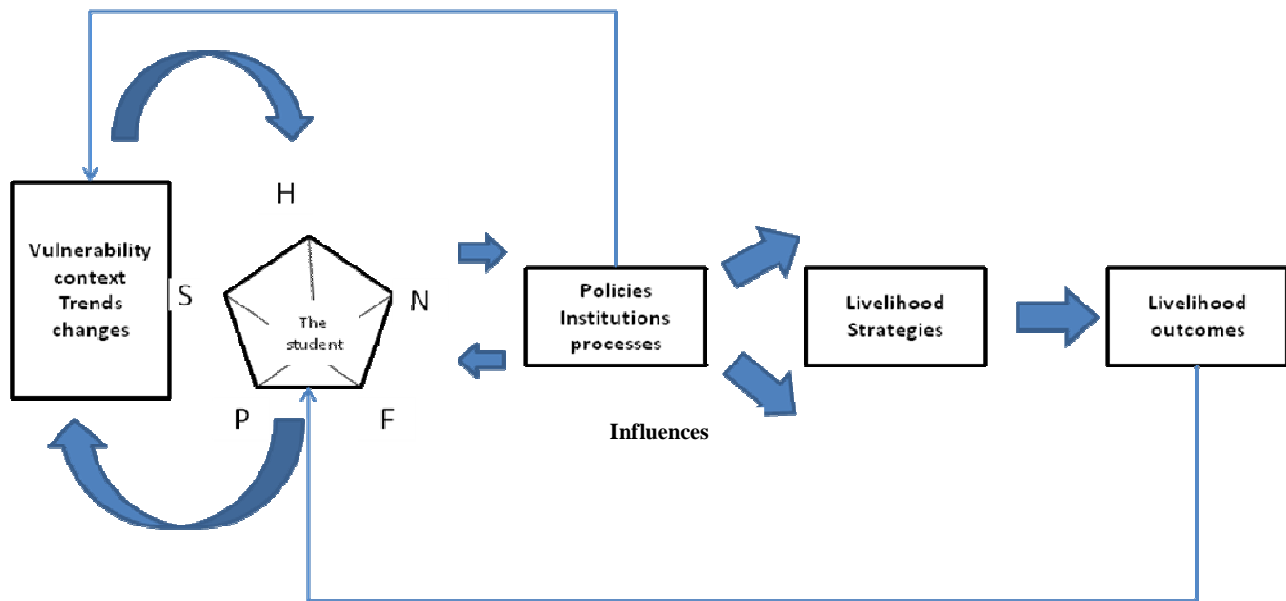 H
Vulnerability
context
Trends
changes
S
N
The
student
P
F
Policies
Institutions
processes
Influences
Livelihood
Strategies
Livelihood
outcomes